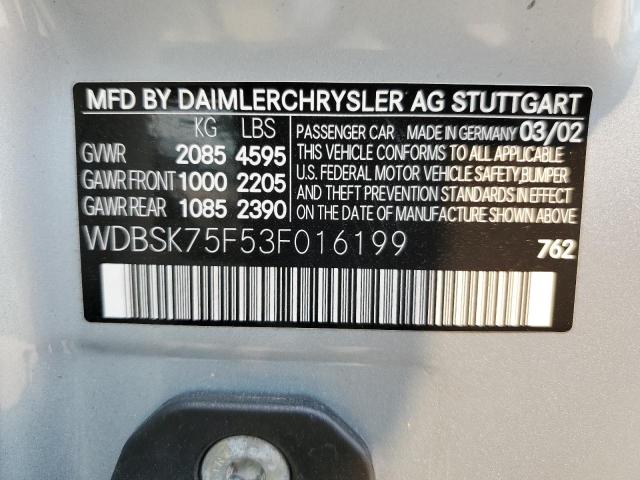 MFD BY DAIMLERCHRYSLER AG STUTTGART
KG LBS
GVWR 2085 4595
GAWR FRONT 1000 2205
GAWR REAR 1085 2390
PASSENGER CAR MADE IN GERMANY 03/02
THIS VEHICLE CONFORMS TO ALL APPLICABLE
U.S. FEDERAL MOTOR VEHICLE SAFETY, BUMPER
AND THEFT PREVENTION STANDARDS IN EFFECT
ON THE DATE OF MANUFACTURE SHOWN ABOVE.
WDBSK75F53F016199 762